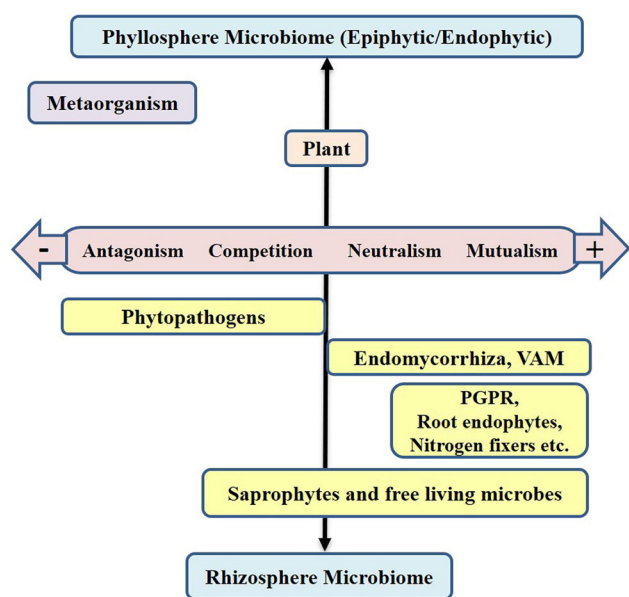 Phyllosphere Microbiome (Epiphytic/Endophytic)
Metaorganism
Plant
- Antagonism Competition Neutralism Mutualism +
Phytopathogens
Endomycorrhiza, VAM
PGPR,
Root endophytes,
Nitrogen fixers etc.
Saprophytes and free living microbes
Rhizosphere Microbiome